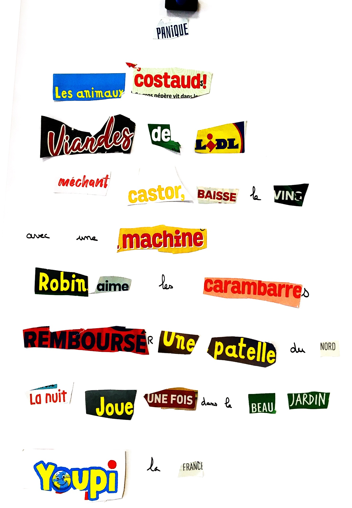 PANiQUE
Les animaux costaud!
Viandes de LIDL
méchant castor, BAISSE le VING
avec une machine
Robin aime les carambarres
REMBOURSER Une patelle du NORD
La nuit Joue UNE FOIS dans le BEAU JARDIN
Youpi la FRANCE